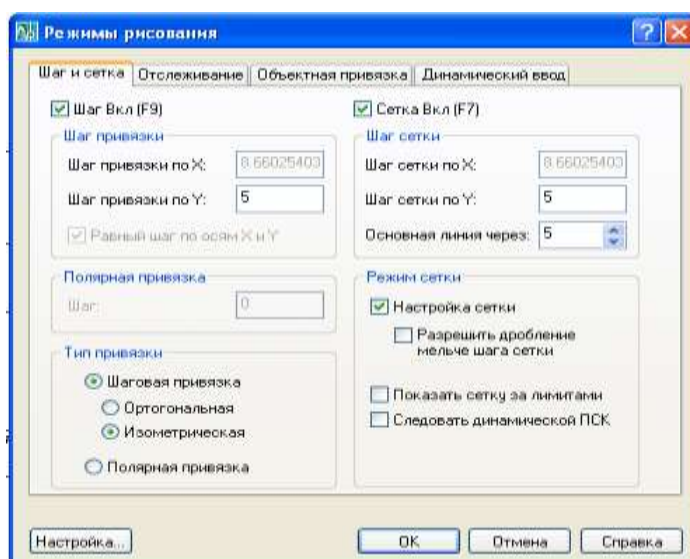 Режимы рисования
Шаг и сетка Отслеживание Объектная привязка Динамический ввод
Шаг Вкл (F9)
Шаг привязки
Шаг привязки по X: 8.66025403
Шаг привязки по Y: 5
Равный шаг по осям X и Y
Полярная привязка
Шаг: 0
Тип привязки
Шаговая привязка
Ортогональная
Изометрическая
Полярная привязка
Сетка Вкл (F7)
Шаг сетки
Шаг сетки по X: 8.66025403
Шаг сетки по Y: 5
Основная линия через: 5
Режим сетки
Настройка сетки
Разрешить дробление
мельче шага сетки
Показать сетку за лимитами
Следовать динамической ПСК
Настройка... OK Отмена Справка